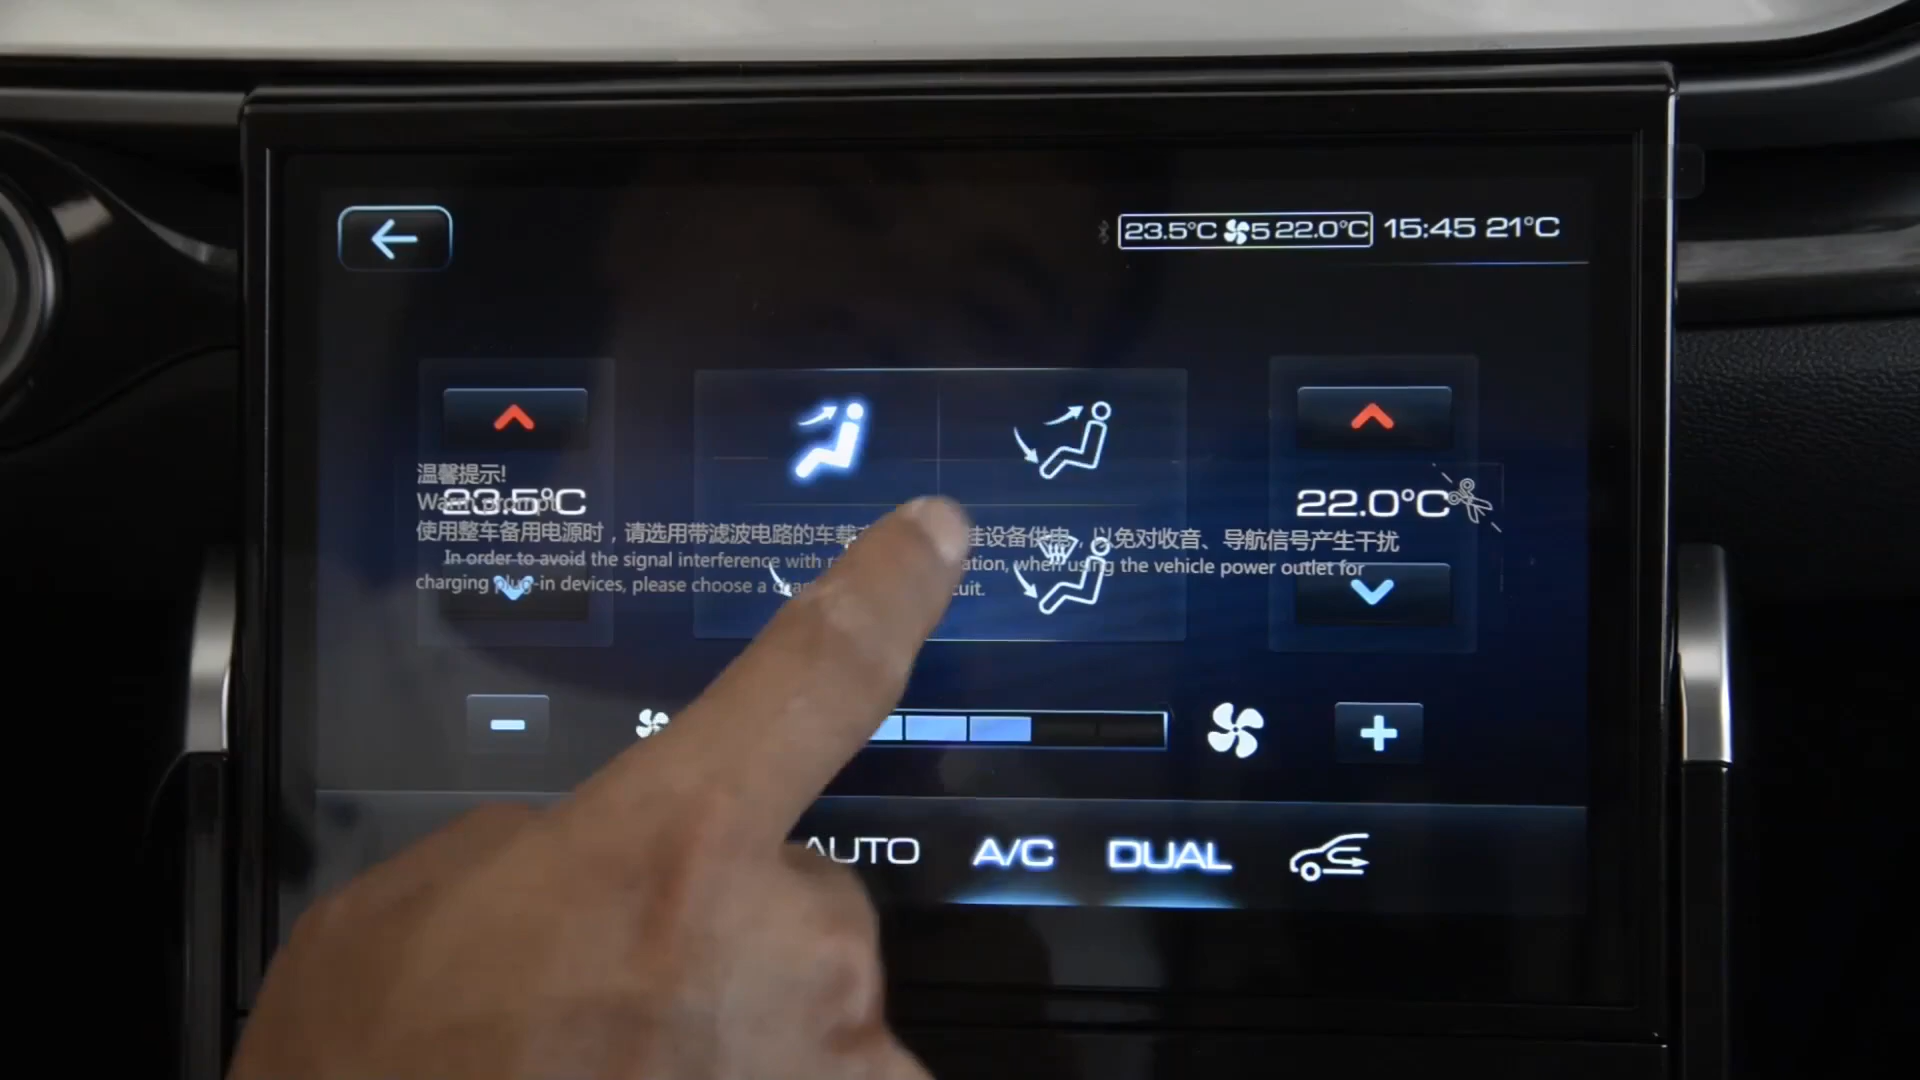 23.5°C 5 22.0°C 15:45 21°C
温馨提示!
Warm prompt
23.5°C
22.0°C
使用整车备用电源时，请选用带滤波电路的车载 设备供电，以免对收音、导航信号产生干扰
In order to avoid the signal interference with when using the vehicle power outlet for
charging plug-in devices, please choose a
AUTO A/C DUAL